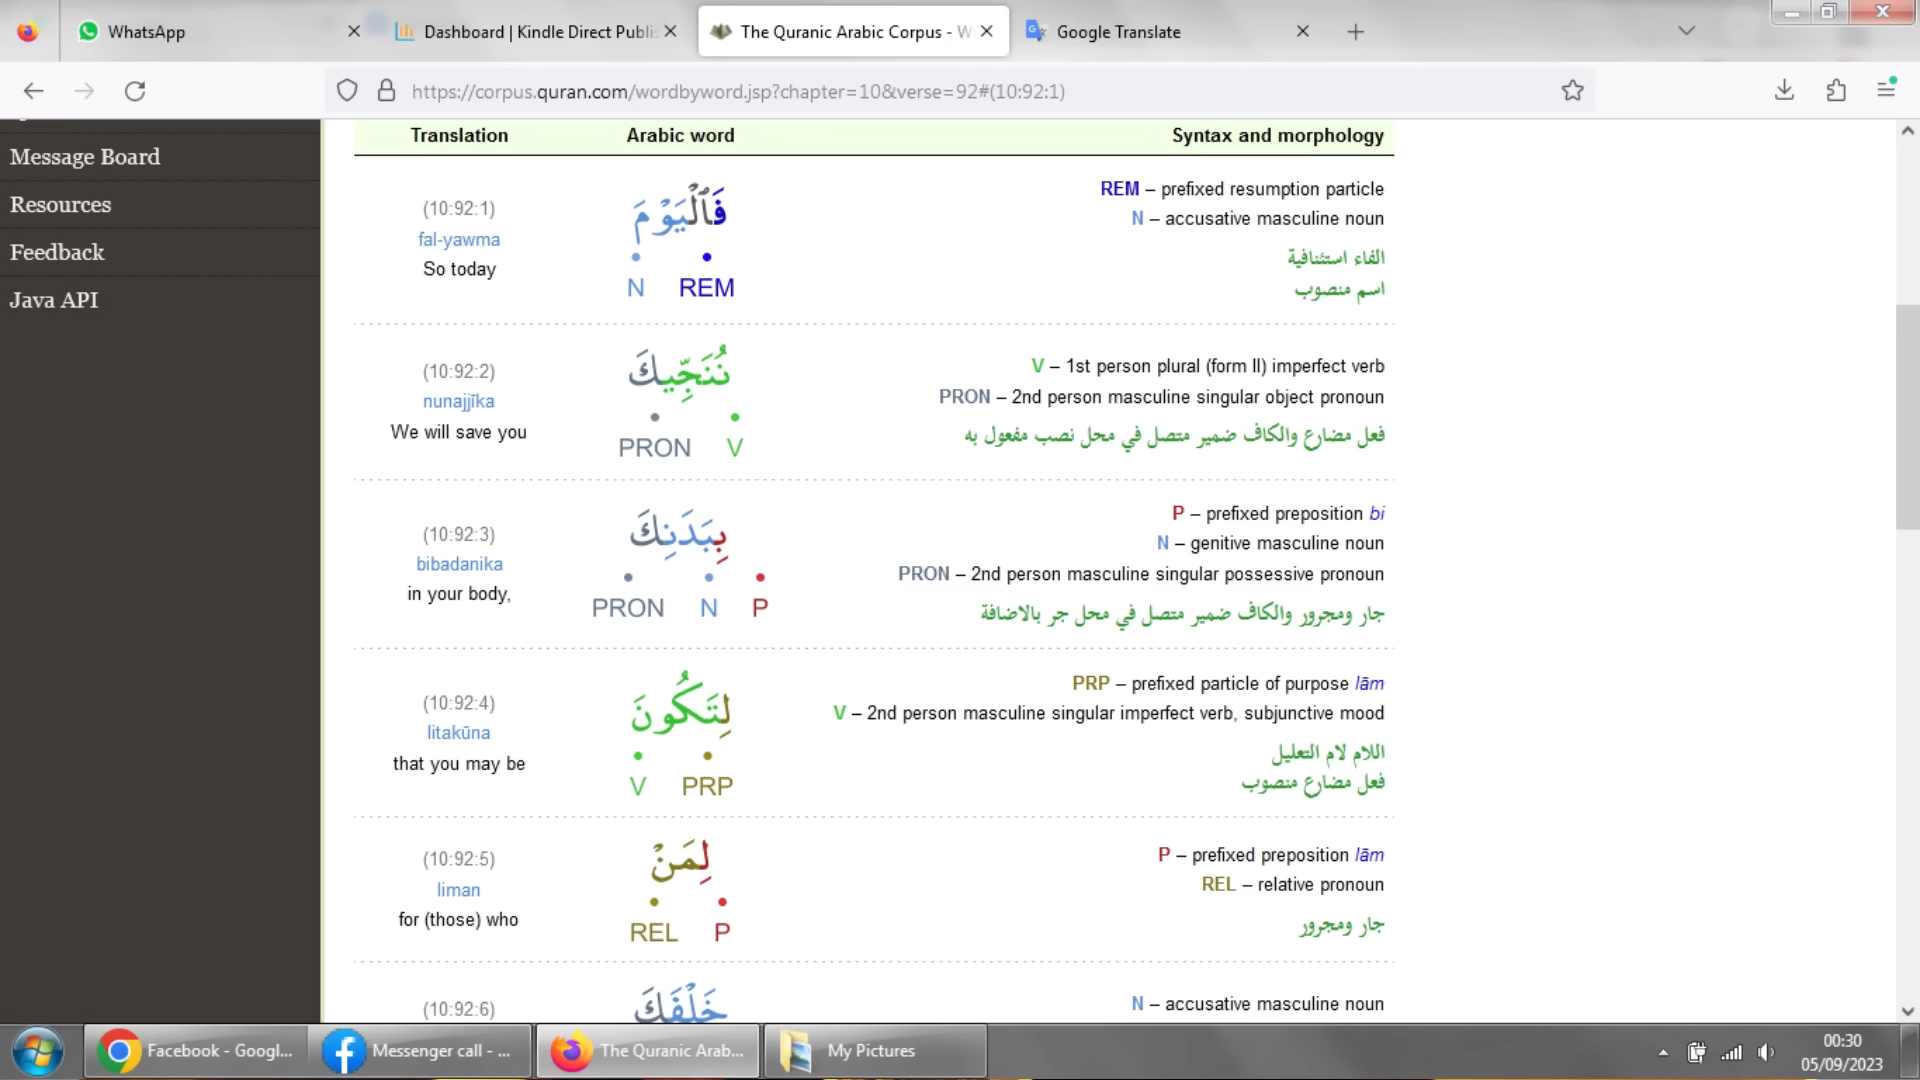 WhatsApp
Dashboard | Kindle Direct Publis
The Quranic Arabic Corpus - W
Google Translate
https://corpus.quran.com/wordbyword.jsp?chapter=10&verse=92#(10:92:1)
Message Board
Resources
Feedback
Java API
Translation Arabic word Syntax and morphology
(10:92:1)
fal-yawma
So today
فَٱلْيَوْمَ
N REM
REM – prefixed resumption particle
N – accusative masculine noun
الفاء استئنافية
اسم منصوب
(10:92:2)
nunajjīka
We will save you
نُنَجِّيكَ
PRON V
V – 1st person plural (form II) imperfect verb
PRON – 2nd person masculine singular object pronoun
فعل مضارع والكاف ضمير متصل في محل نصب مفعول به
(10:92:3)
bibadanika
in your body,
بِبَدَنِكَ
PRON N P
P – prefixed preposition bi
N – genitive masculine noun
PRON – 2nd person masculine singular possessive pronoun
جار ومجرور والكاف ضمير متصل في محل جر بالاضافة
(10:92:4)
litakūna
that you may be
لِتَكُونَ
V PRP
PRP – prefixed particle of purpose lām
V – 2nd person masculine singular imperfect verb, subjunctive mood
اللام لام التعليل
فعل مضارع منصوب
(10:92:5)
liman
for (those) who
لِمَنْ
REL P
P – prefixed preposition lām
REL – relative pronoun
جار ومجرور
(10:92:6)
خَلْفَكَ
N – accusative masculine noun
Facebook - Googl...
Messenger call - ...
The Quranic Arab...
My Pictures
00:30
05/09/2023